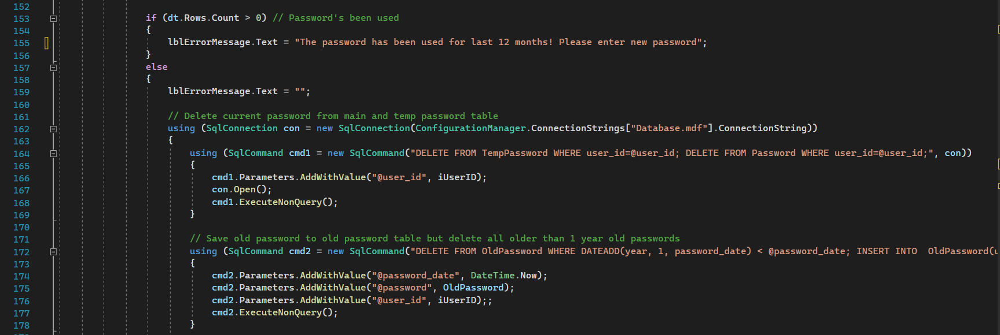 152
153 if (dt.Rows.Count > 0) // Password's been used
154 {
155 lblErrorMessage.Text = "The password has been used for last 12 months! Please enter new password";
156 }
157 else
158 {
159 lblErrorMessage.Text = "";
160
161 // Delete current password from main and temp password table
162 using (SqlConnection con = new SqlConnection(ConfigurationManager.ConnectionStrings["Database.mdf"].ConnectionString))
163 {
164 using (SqlCommand cmd1 = new SqlCommand("DELETE FROM TempPassword WHERE user_id=@user_id; DELETE FROM Password WHERE user_id=@user_id;", con))
165 {
166 cmd1.Parameters.AddWithValue("@user_id", iUserID);
167 con.Open();
168 cmd1.ExecuteNonQuery();
169 }
170
171 // Save old password to old password table but delete all older than 1 year old passwords
172 using (SqlCommand cmd2 = new SqlCommand("DELETE FROM OldPassword WHERE DATEADD(year, 1, password_date) < @password_date; INSERT INTO  OldPassword(
173 {
174 cmd2.Parameters.AddWithValue("@password_date", DateTime.Now);
175 cmd2.Parameters.AddWithValue("@password", OldPassword);
176 cmd2.Parameters.AddWithValue("@user_id", iUserID);;
177 cmd2.ExecuteNonQuery();
178 }